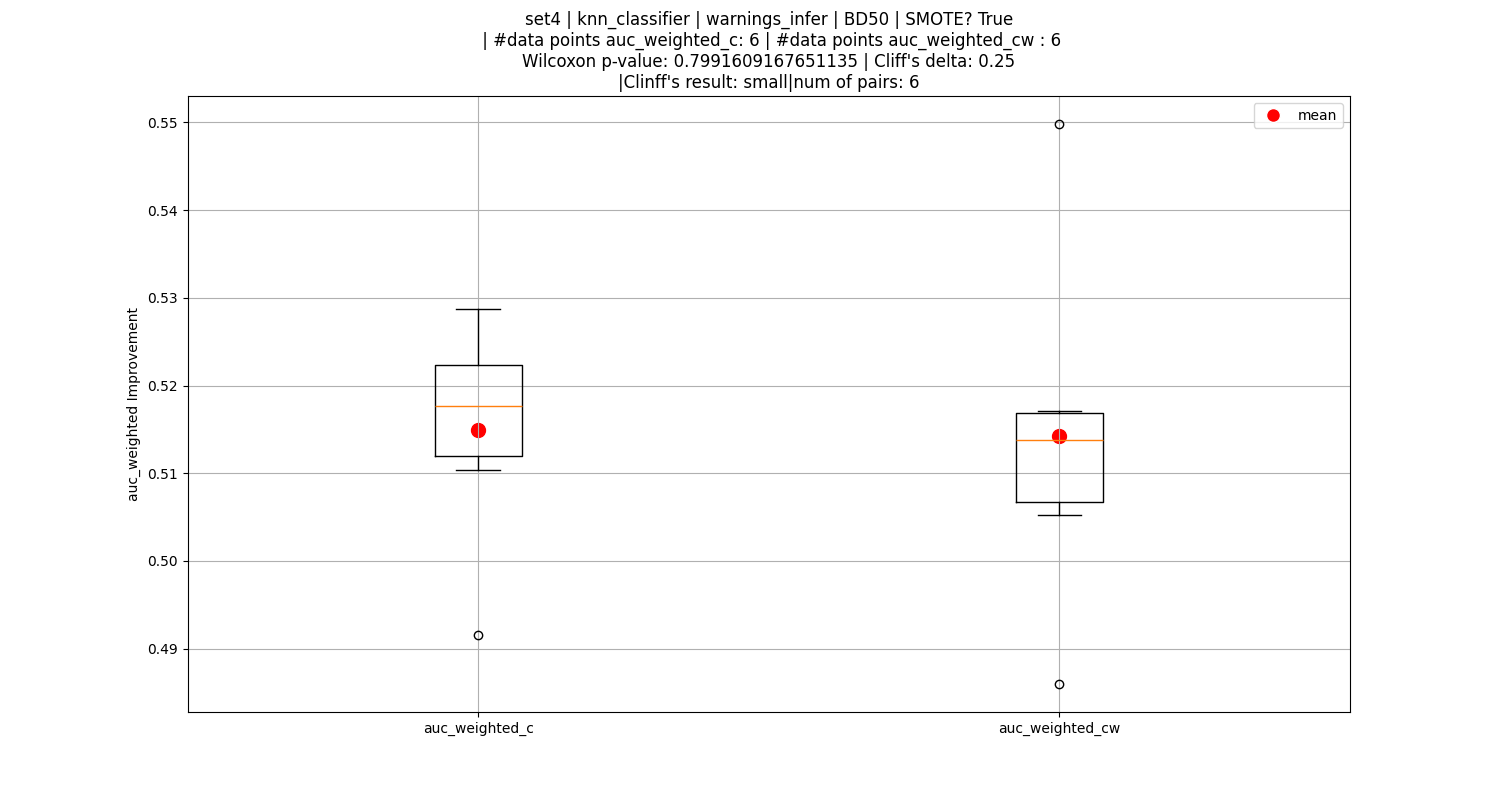 set4 | knn_classifier | warnings_infer | BD50 | SMOTE? True
| #data points auc_weighted_c: 6 | #data points auc_weighted_cw : 6
Wilcoxon p-value: 0.7991609167651135 | Cliff's delta: 0.25
|Clinff's result: small|num of pairs: 6
mean
0.55
0.54
0.53
0.52
0.51
0.50
0.49
auc_weighted Improvement
auc_weighted_c
auc_weighted_cw